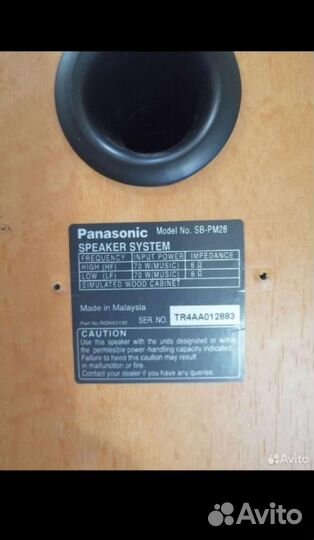 Panasonic Model No. SB-PM28
SPEAKER SYSTEM
FREQUENCY INPUT POWER IMPEDANCE
HIGH (HF) 70 W(MUSIC) 6 Ω
LOW (LF) 70 W(MUSIC) 6 Ω
SIMULATED WOOD CABINET
Made in Malaysia
SER. NO. TR4AA012883
Part No.
CAUTION
Use this speaker with the units designated or within
the permissible power-handling capacity indicated.
Failure to heed this caution may result
in malfunction or fire.
Contact your dealer if you have any queries.
Avito
Avito